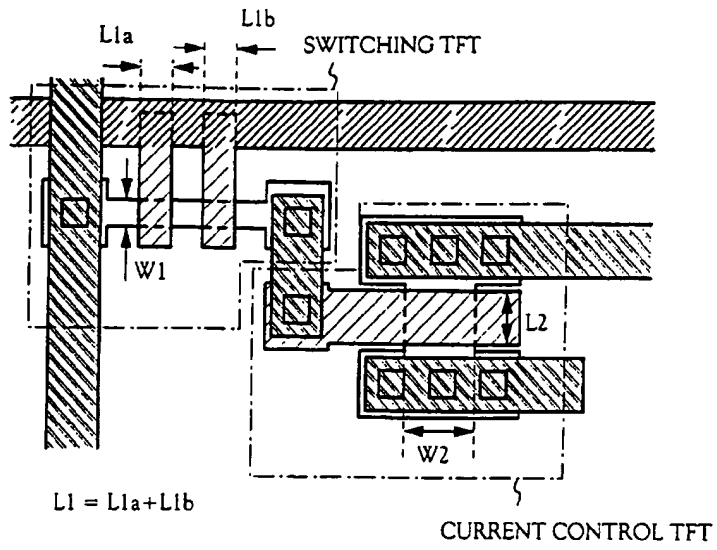 L1b
L1a
SWITCHING TFT
W1
L2
W2
L1 = L1a+L1b
CURRENT CONTROL TFT